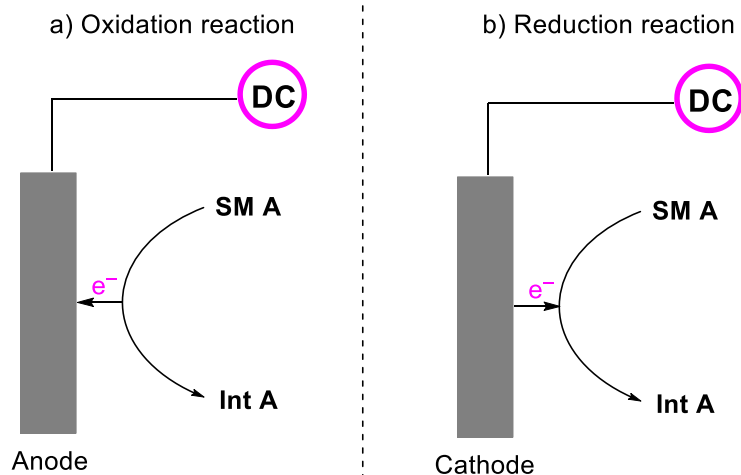 a) Oxidation reaction
DC
SM A
e⁻
Int A
Anode
b) Reduction reaction
DC
SM A
e⁻
Int A
Cathode